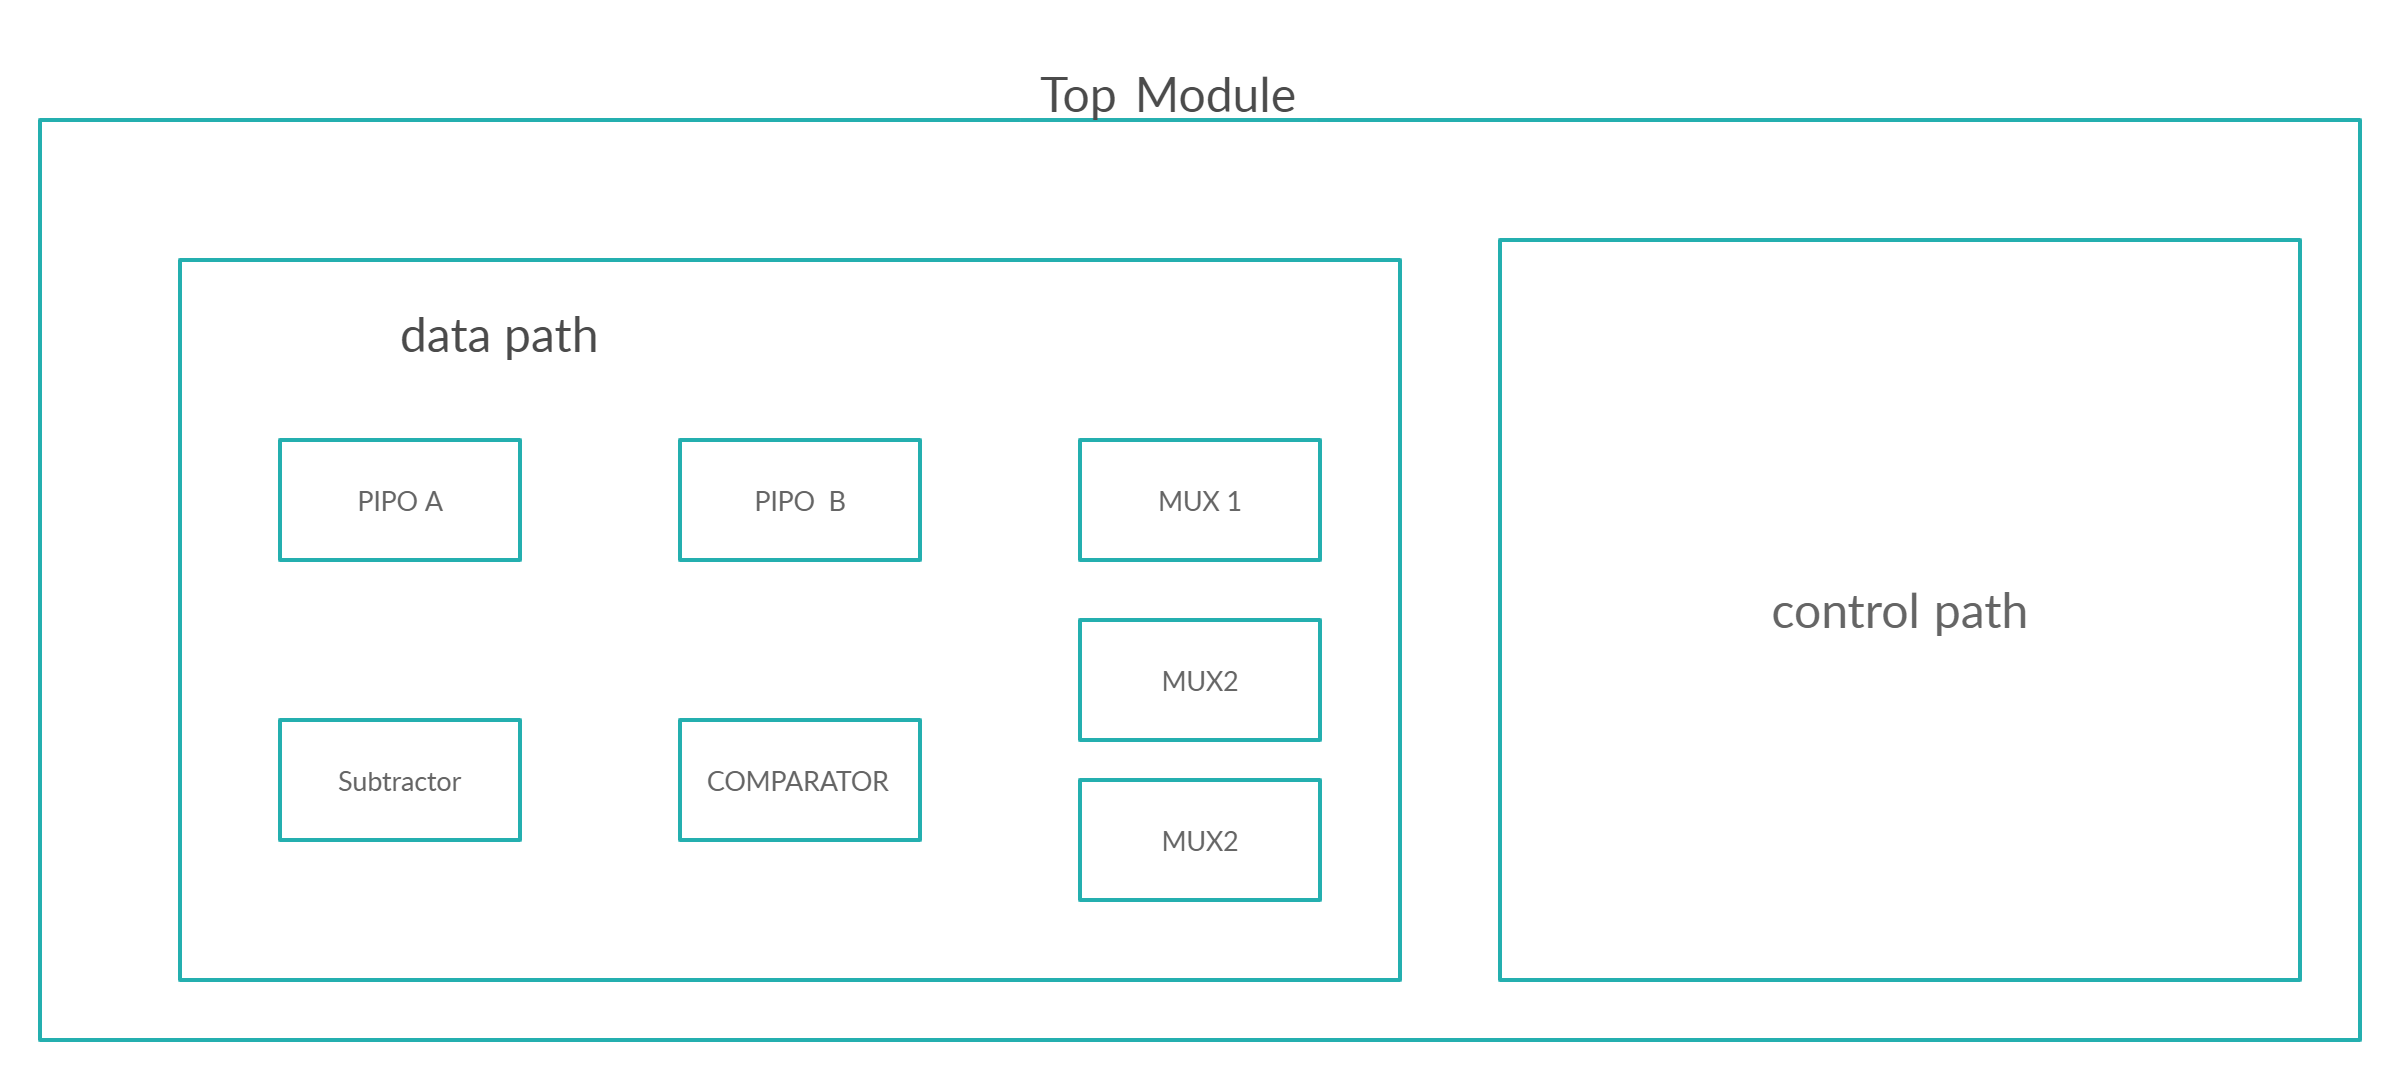 Top Module
data path
PIPO A
PIPO B
MUX 1
control path
MUX2
Subtractor
COMPARATOR
MUX2